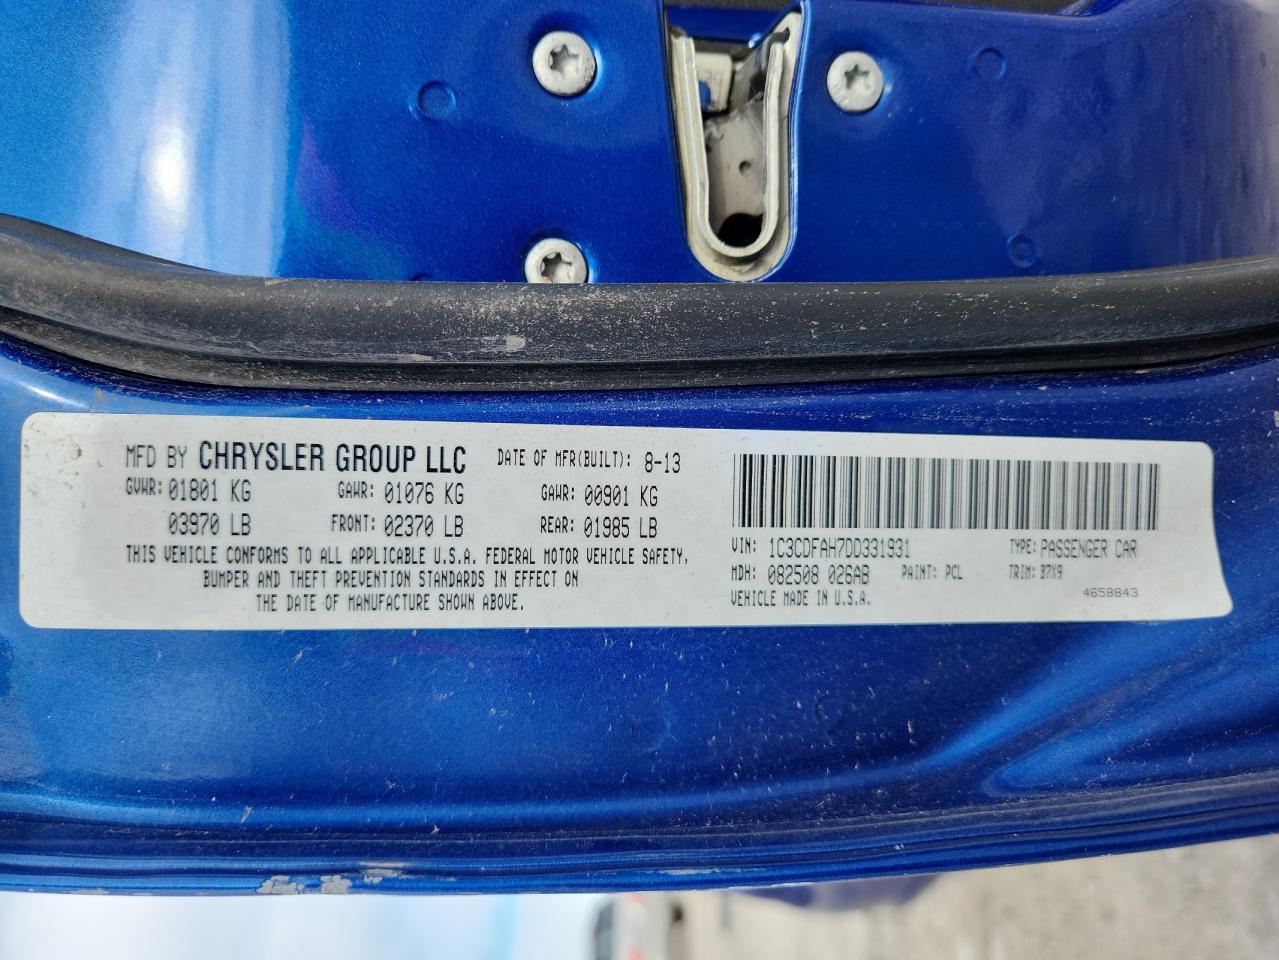 MFD BY CHRYSLER GROUP LLC DATE OF MFR(BUILT): 8-13
GVWR: 01801 KG GAWR: 01076 KG GAWR: 00901 KG
03970 LB FRONT: 02370 LB REAR: 01985 LB
THIS VEHICLE CONFORMS TO ALL APPLICABLE U.S.A. FEDERAL MOTOR VEHICLE SAFETY,
BUMPER AND THEFT PREVENTION STANDARDS IN EFFECT ON
THE DATE OF MANUFACTURE SHOWN ABOVE.
VIN: 1C3CDFAH7DD331931 TYPE: PASSENGER CAR
MDH: 082508 026AB PAINT: PCL TRIM: B7X9
VEHICLE MADE IN U.S.A. 4658843